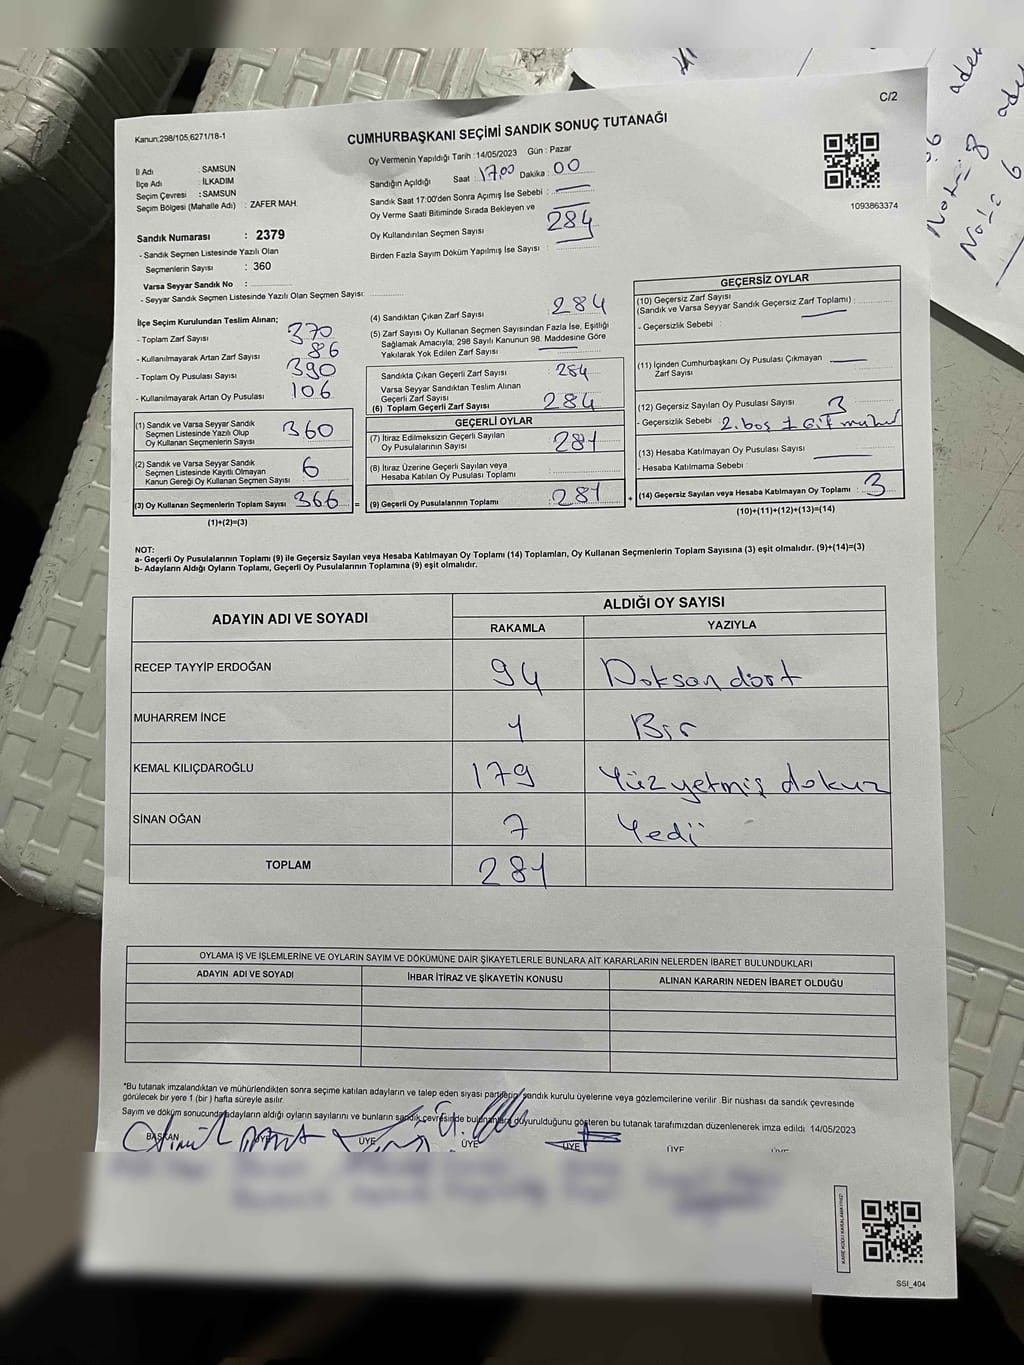 C/2
Kanun:298/105,6271/18-1
CUMHURBAŞKANI SEÇİMİ SANDIK SONUÇ TUTANAĞI
İl Adı : SAMSUN
İlçe Adı : İLKADIM
Seçim Çevresi : SAMSUN
Seçim Bölgesi (Mahalle Adı) : ZAFER MAH.
Oy Vermenin Yapıldığı Tarih : 14/05/2023 Gün : Pazar
Sandığın Açıldığı Saat : 17.00 Dakika : 00
Sandık Saat 17:00'den Sonra Açımış İse Sebebi :
Oy Verme Saati Bitiminde Sırada Bekleyen ve
Oy Kullandırılan Seçmen Sayısı 284
Birden Fazla Sayım Döküm Yapılmış İse Sayısı :
1093863374
Sandık Numarası : 2379
- Sandık Seçmen Listesinde Yazılı Olan
Seçmenlerin Sayısı : 360
Varsa Seyyar Sandık No :
- Seyyar Sandık Seçmen Listesinde Yazılı Olan Seçmen Sayısı:
İlçe Seçim Kurulundan Teslim Alınan;
- Toplam Zarf Sayısı 370
- Kullanılmayarak Artan Zarf Sayısı 86
- Toplam Oy Pusulası Sayısı 390
- Kullanılmayarak Artan Oy Pusulası 106
(1) Sandık ve Varsa Seyyar Sandık
Seçmen Listesinde Yazılı Olup
Oy Kullanan Seçmenlerin Sayısı 360
(2) Sandık ve Varsa Seyyar Sandık
Seçmen Listesinde Kayıtlı Olmayan
Kanun Gereği Oy Kullanan Seçmen Sayısı 6
(3) Oy Kullanan Seçmenlerin Toplam Sayısı 366 =
(1)+(2)=(3)
(4) Sandıktan Çıkan Zarf Sayısı 284
(5) Zarf Sayısı Oy Kullanan Seçmen Sayısından Fazla İse, Eşitliği
Sağlamak Amacıyla, 298 Sayılı Kanunun 98. Maddesine Göre
Yakılarak Yok Edilen Zarf Sayısı
Sandıkta Çıkan Geçerli Zarf Sayısı : 284
Varsa Seyyar Sandıktan Teslim Alınan
Geçerli Zarf Sayısı
(6) Toplam Geçerli Zarf Sayısı 284
GEÇERLİ OYLAR
(7) İtiraz Edilmeksizin Geçerli Sayılan
Oy Pusulalarının Sayısı 281
(8) İtiraz Üzerine Geçerli Sayılan veya
Hesaba Katılan Oy Pusulası Toplamı
(9) Geçerli Oy Pusulalarının Toplamı 281 +
GEÇERSİZ OYLAR
(10) Geçersiz Zarf Sayısı
(Sandık ve Varsa Seyyar Sandık Geçersiz Zarf Toplamı) :
- Geçersizlik Sebebi :
(11) İçinden Cumhurbaşkanı Oy Pusulası Çıkmayan
Zarf Sayısı
(12) Geçersiz Sayılan Oy Pusulası Sayısı 3
- Geçersizlik Sebebi 2. boş 1
(13) Hesaba Katılmayan Oy Pusulası Sayısı
- Hesaba Katılmama Sebebi
(14) Geçersiz Sayılan veya Hesaba Katılmayan Oy Toplamı : 3
(10)+(11)+(12)+(13)=(14)
NOT:
a- Geçerli Oy Pusulalarının Toplamı (9) ile Geçersiz Sayılan veya Hesaba Katılmayan Oy Toplamı (14) Toplamları, Oy Kullanan Seçmenlerin Toplam Sayısına (3) eşit olmalıdır. (9)+(14)=(3)
b- Adayların Aldığı Oyların Toplamı, Geçerli Oy Pusulalarının Toplamına (9) eşit olmalıdır.
ADAYIN ADI VE SOYADI
ALDIĞI OY SAYISI
RAKAMLA YAZIYLA
RECEP TAYYİP ERDOĞAN 94 Doksan dört
MUHARREM İNCE 1 Bir
KEMAL KILIÇDAROĞLU 179 Yüz yetmiş dokuz
SİNAN OĞAN 7 Yedi
TOPLAM 281
OYLAMA İŞ VE İŞLEMLERİNE VE OYLARIN SAYIM VE DÖKÜMÜNE DAİR ŞİKAYETLERLE BUNLARA AİT KARARLARIN NELERDEN İBARET BULUNDUKLARI
ADAYIN ADI VE SOYADI İHBAR İTİRAZ VE ŞİKAYETİN KONUSU ALINAN KARARIN NEDEN İBARET OLDUĞU
*Bu tutanak imzalandıktan ve mühürlendikten sonra seçime katılan adayların ve talep eden siyasi partilerin sandık kurulu üyelerine veya gözlemcilerine verilir .Bir nüshası da sandık çevresinde
görülecek bir yere 1 (bir ) hafta süreyle asılır.
Sayım ve döküm sonucunda adayların aldığı oyların sayılarını ve bunların sandık çevresinde bulunanlara duyurulduğunu gösteren bu tutanak tarafımızdan düzenlenerek imza edildi. 14/05/2023
BAŞKAN ÜYE ÜYE ÜYE ÜYE ÜYE ÜYE
KARE KODU KARALAMAYINIZ!
SGI_404